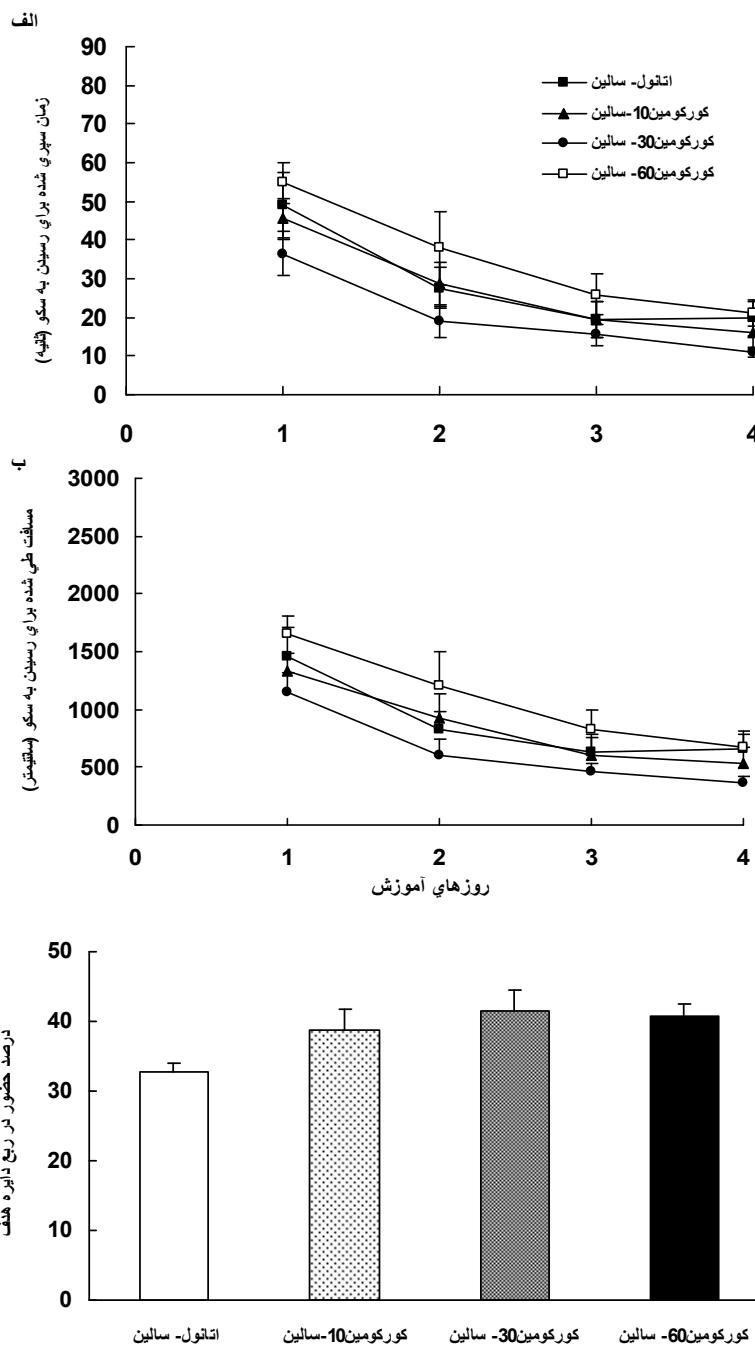 الف
زمان سپري شده براي رسيدن به سكو (ثانيه)
90
80
70
60
50
40
30
20
10
0
اتانول- سالين
كوركومين10-سالين
كوركومين30- سالين
كوركومين60- سالين
0 1 2 3 4
مسافت طي شده براي رسيدن به سكو (سانتيمتر)
3000
2500
2000
1500
1000
500
0
0 1 2 3 4
روزهاي آموزش
درصد حضور در ربع دايره هدف
50
40
30
20
10
0
اتانول- سالين
كوركومين10-سالين
كوركومين30- سالين
كوركومين60- سالين